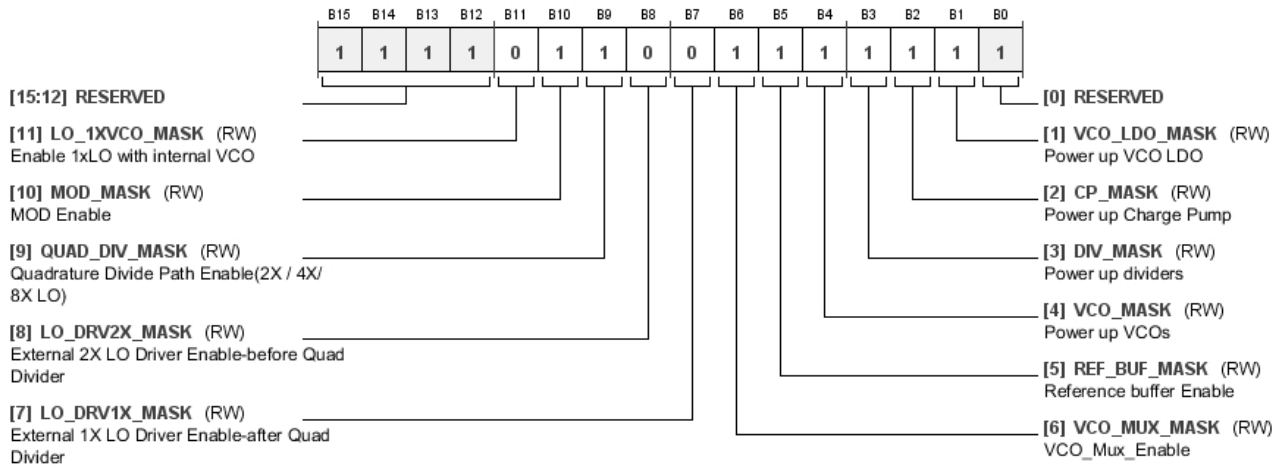 B15 B14 B13 B12 B11 B10 B9 B8 B7 B6 B5 B4 B3 B2 B1 B0
1 1 1 1 0 1 1 0 0 1 1 1 1 1 1 1
[15:12] RESERVED
[11] LO_1XVCO_MASK (RW)
Enable 1xLO with internal VCO
[10] MOD_MASK (RW)
MOD Enable
[9] QUAD_DIV_MASK (RW)
Quadrature Divide Path Enable(2X / 4X/
8X LO)
[8] LO_DRV2X_MASK (RW)
External 2X LO Driver Enable-before Quad
Divider
[7] LO_DRV1X_MASK (RW)
External 1X LO Driver Enable-after Quad
Divider
[0] RESERVED
[1] VCO_LDO_MASK (RW)
Power up VCO LDO
[2] CP_MASK (RW)
Power up Charge Pump
[3] DIV_MASK (RW)
Power up dividers
[4] VCO_MASK (RW)
Power up VCOs
[5] REF_BUF_MASK (RW)
Reference buffer Enable
[6] VCO_MUX_MASK (RW)
VCO_Mux_Enable